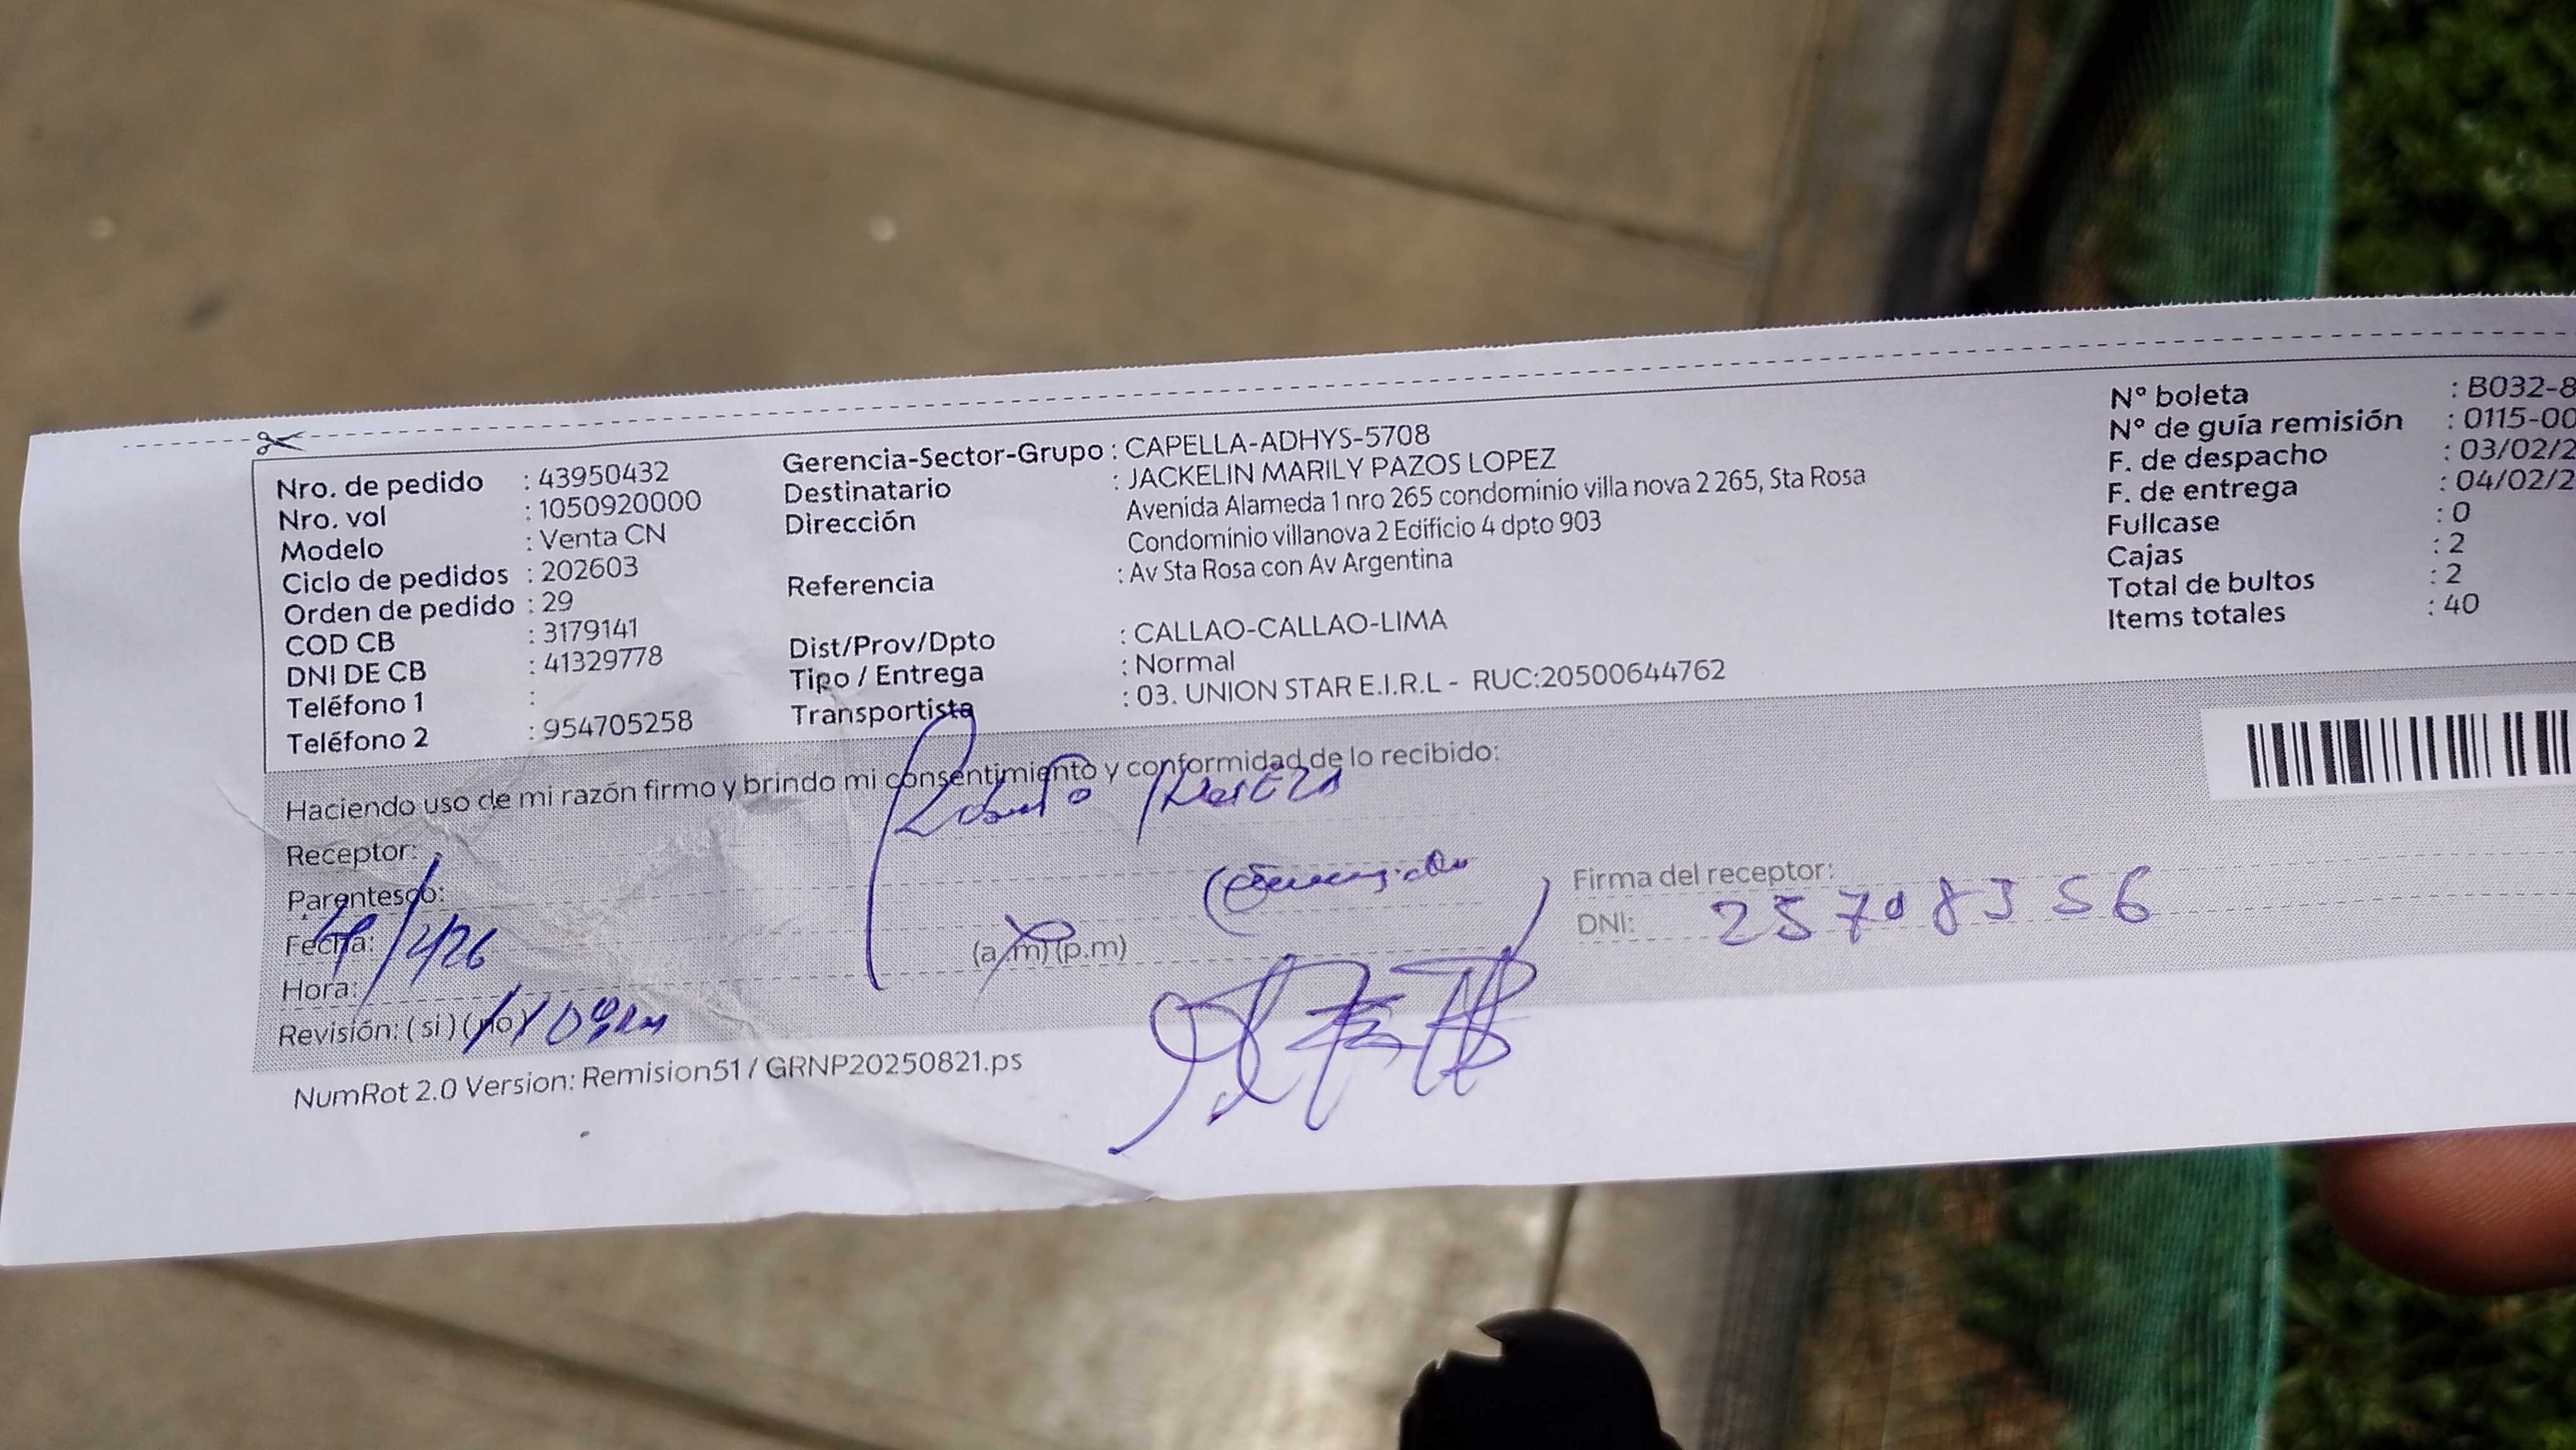 Nro. de pedido : 43950432
Nro. vol : 1050920000
Modelo : Venta CN
Ciclo de pedidos : 202603
Orden de pedido : 29
COD CB : 3179141
DNI DE CB : 41329778
Teléfono 1 :
Teléfono 2 : 954705258
Gerencia-Sector-Grupo : CAPELLA-ADHYS-5708
Destinatario : JACKELIN MARILY PAZOS LOPEZ
Dirección Avenida Alameda 1 nro 265 condominio villa nova 2 265, Sta Rosa
Condominio villanova 2 Edificio 4 dpto 903
Referencia : Av Sta Rosa con Av Argentina
Dist/Prov/Dpto : CALLAO-CALLAO-LIMA
Tipo / Entrega : Normal
Transportista : 03. UNION STAR E.I.R.L - RUC:20500644762
N° boleta : B032-8
N° de guía remisión : 0115-00
F. de despacho : 03/02/2
F. de entrega : 04/02/2
Fullcase : 0
Cajas : 2
Total de bultos : 2
Items totales : 40
Haciendo uso de mi razón firmo y brindo mi consentimiento y conformidad de lo recibido:
Receptor:
Parentesco:
Fecha: 4/2/26
Hora: (a.m) (p.m)
Revisión: (si) (no)
Firma del receptor:
DNI: 25708356
NumRot 2.0 Version: Remision51 / GRNP20250821.ps